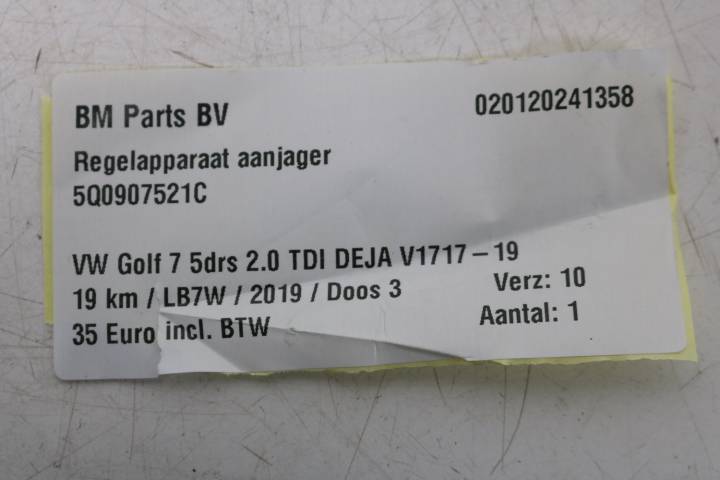 BM Parts BV 020120241358
Regelapparaat aanjager
5Q0907521C
VW Golf 7 5drs 2.0 TDI DEJA V1717-19
19 km / LB7W / 2019 / Doos 3 Verz: 10
35 Euro incl. BTW Aantal: 1